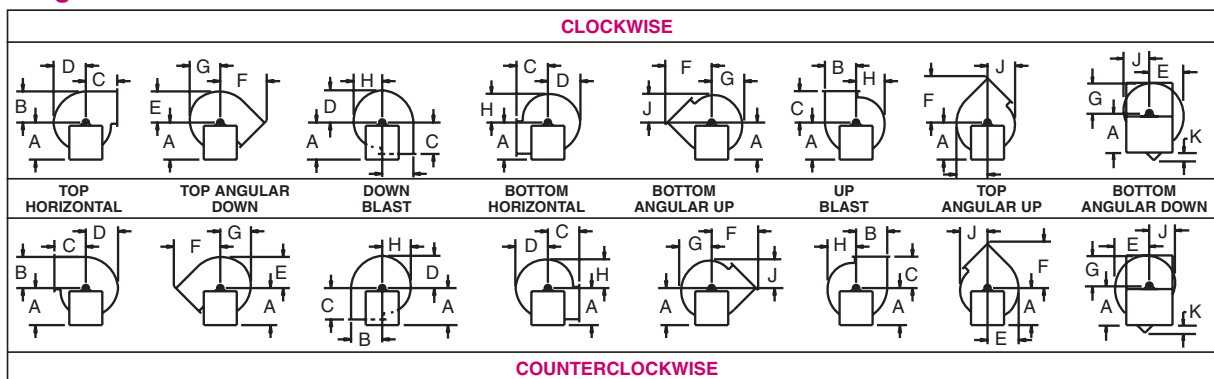 CLOCKWISE
D C G F H C D F G B H J J E
B E D H J C F G
A A A C A A A A K
TOP HORIZONTAL TOP ANGULAR DOWN DOWN BLAST BOTTOM HORIZONTAL BOTTOM ANGULAR UP UP BLAST TOP ANGULAR UP BOTTOM ANGULAR DOWN
C D F G H D C G F H B J E J
B E D H J C F G
A A C A A A A A A K
B E
COUNTERCLOCKWISE